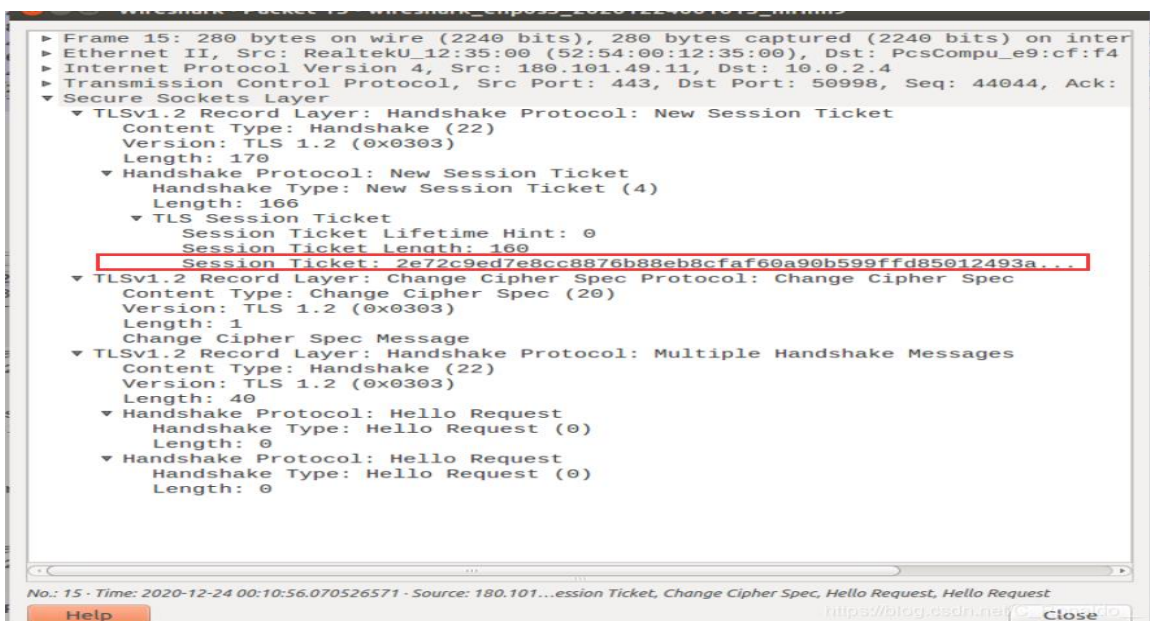 Frame 15: 280 bytes on wire (2240 bits), 280 bytes captured (2240 bits) on inter
Ethernet II, Src: RealtekU_12:35:00 (52:54:00:12:35:00), Dst: PcsCompu_e9:cf:f4
Internet Protocol Version 4, Src: 180.101.49.11, Dst: 10.0.2.4
Transmission Control Protocol, Src Port: 443, Dst Port: 50998, Seq: 44044, Ack:
Secure Sockets Layer
TLSv1.2 Record Layer: Handshake Protocol: New Session Ticket
Content Type: Handshake (22)
Version: TLS 1.2 (0x0303)
Length: 170
Handshake Protocol: New Session Ticket
Handshake Type: New Session Ticket (4)
Length: 166
TLS Session Ticket
Session Ticket Lifetime Hint: 0
Session Ticket Length: 160
Session Ticket: 2e72c9ed7e8cc8876b88eb8cfaf60a90b599ffd85012493a...
TLSv1.2 Record Layer: Change Cipher Spec Protocol: Change Cipher Spec
Content Type: Change Cipher Spec (20)
Version: TLS 1.2 (0x0303)
Length: 1
Change Cipher Spec Message
TLSv1.2 Record Layer: Handshake Protocol: Multiple Handshake Messages
Content Type: Handshake (22)
Version: TLS 1.2 (0x0303)
Length: 40
Handshake Protocol: Hello Request
Handshake Type: Hello Request (0)
Length: 0
Handshake Protocol: Hello Request
Handshake Type: Hello Request (0)
Length: 0
No.: 15 · Time: 2020-12-24 00:10:56.070526571 · Source: 180.101...ession Ticket, Change Cipher Spec, Hello Request, Hello Request
Help
Close